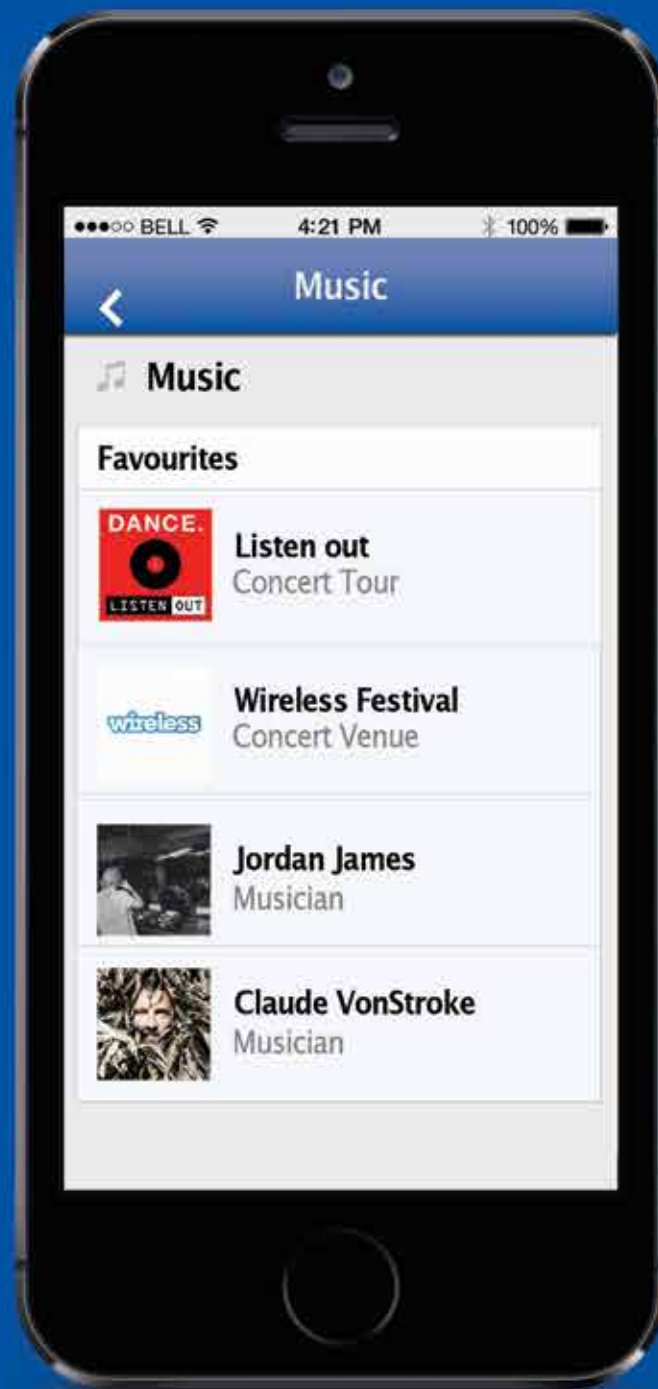 BELL 4:21 PM 100%
Music
Music
Favourites
DANCE.
LISTEN OUT
Listen out
Concert Tour
wireless
Wireless Festival
Concert Venue
Jordan James
Musician
Claude VonStroke
Musician